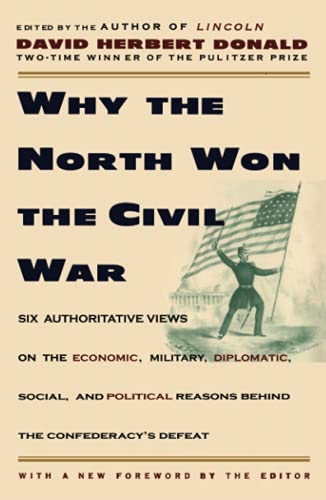 EDITED BY THE AUTHOR OF LINCOLN
DAVID HERBERT DONALD
TWO-TIME WINNER OF THE PULITZER PRIZE
WHY THE
NORTH WON
THE CIVIL
WAR
SIX AUTHORITATIVE VIEWS
ON THE ECONOMIC, MILITARY, DIPLOMATIC,
SOCIAL, AND POLITICAL REASONS BEHIND
THE CONFEDERACY'S DEFEAT
WITH A NEW FOREWORD BY THE EDITOR